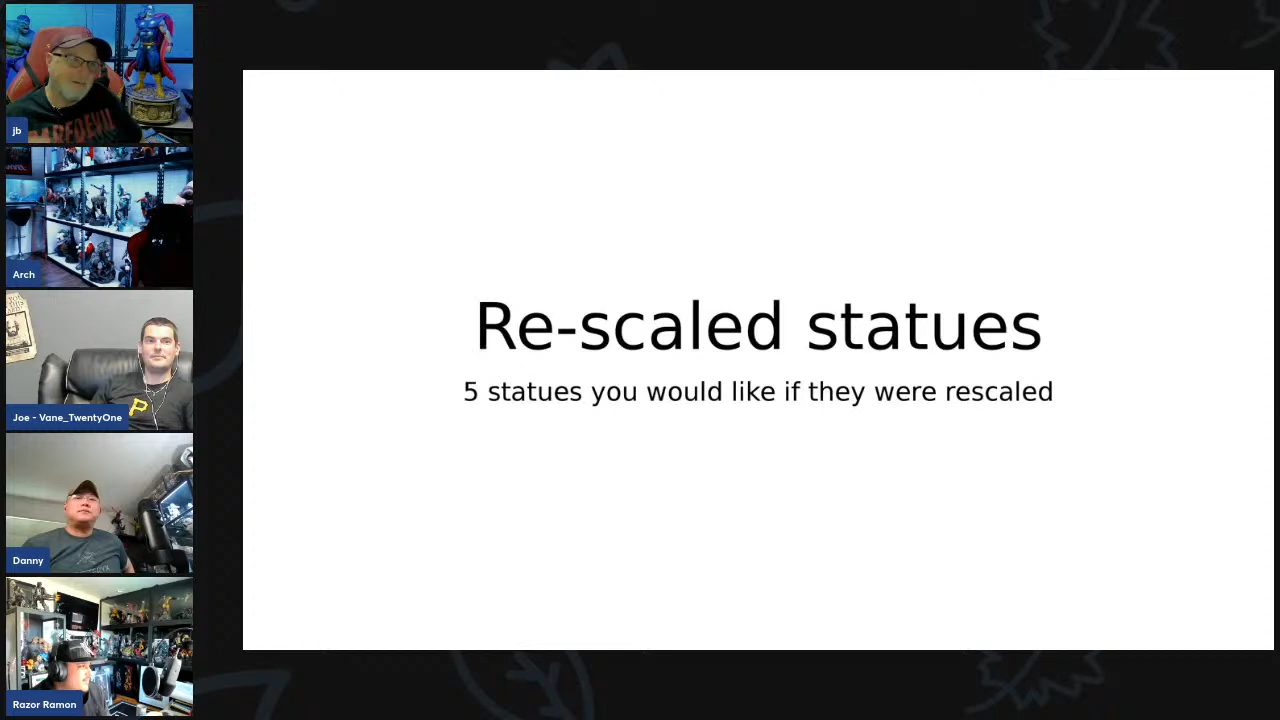 jb
DAREDEVIL
Arch
Joe - Vane_TwentyOne
P
Danny
Razor Ramon
Re-scaled statues
5 statues you would like if they were rescaled